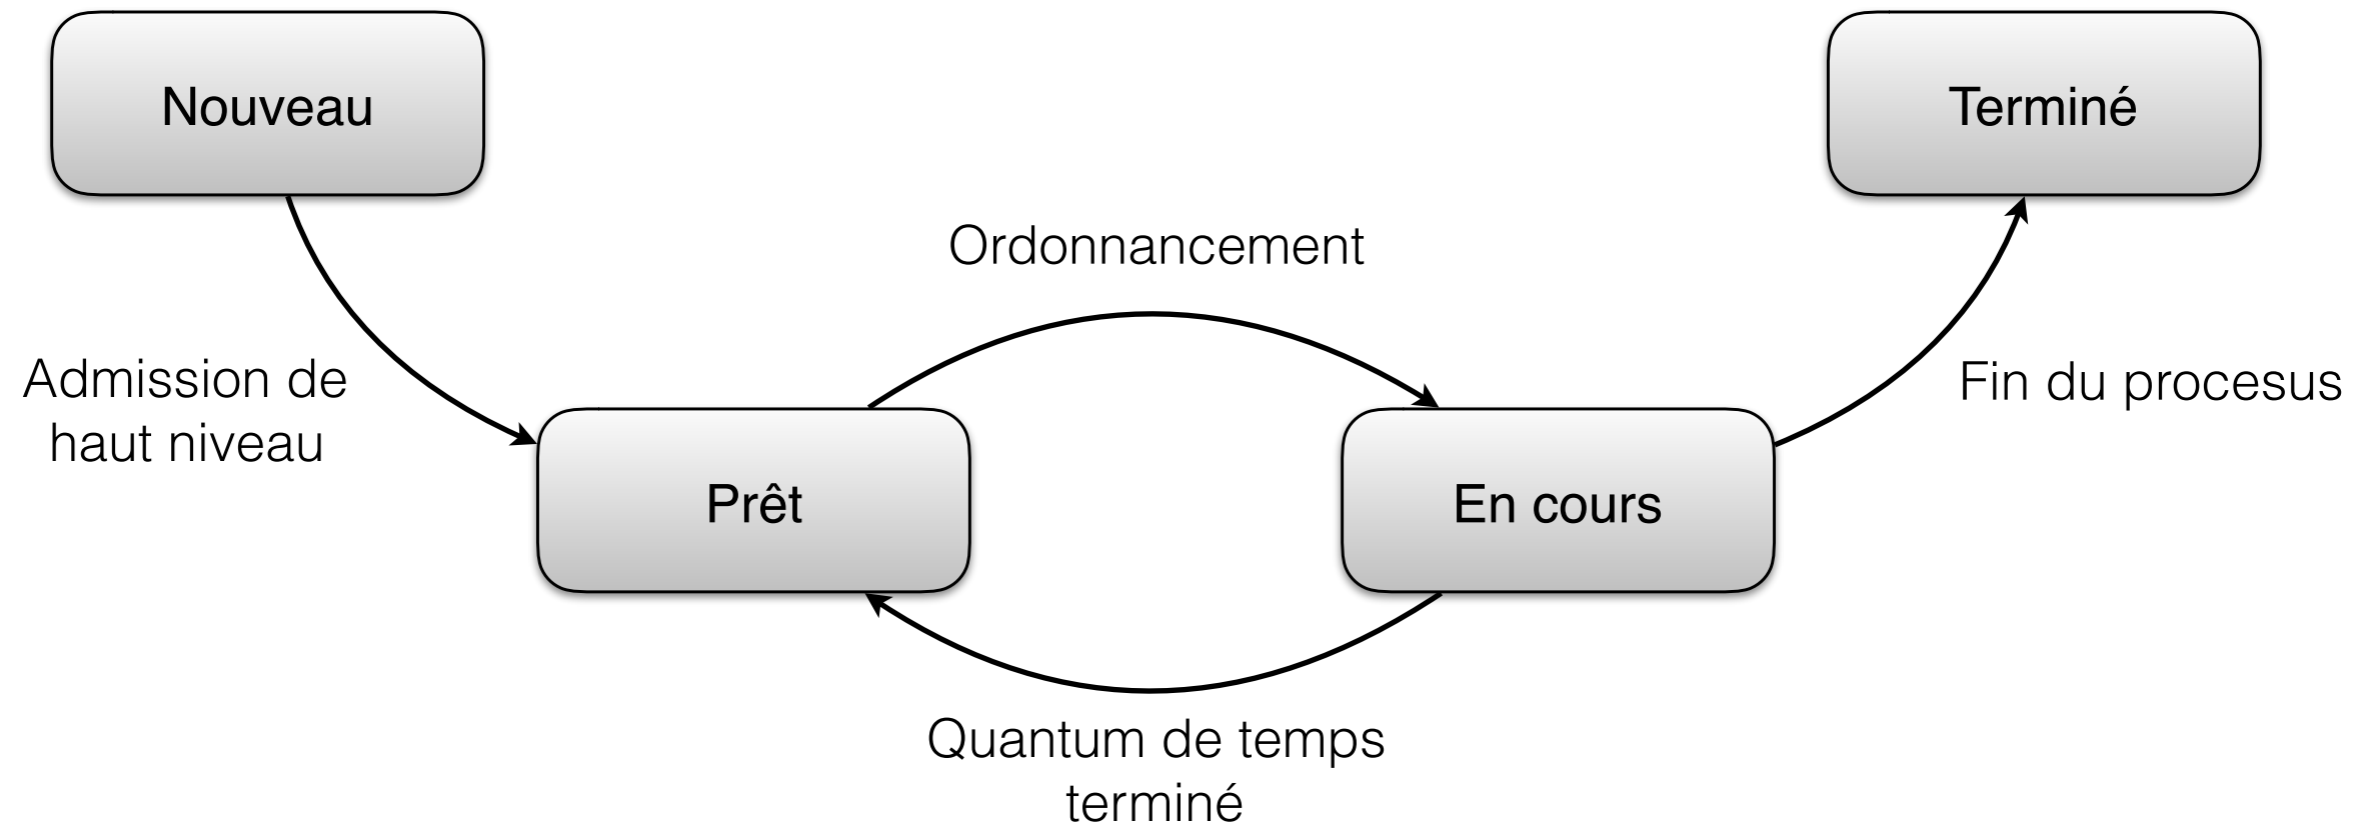 Nouveau
Terminé
Ordonnancement
Admission de
haut niveau
Fin du procesus
Prêt
En cours
Quantum de temps
terminé